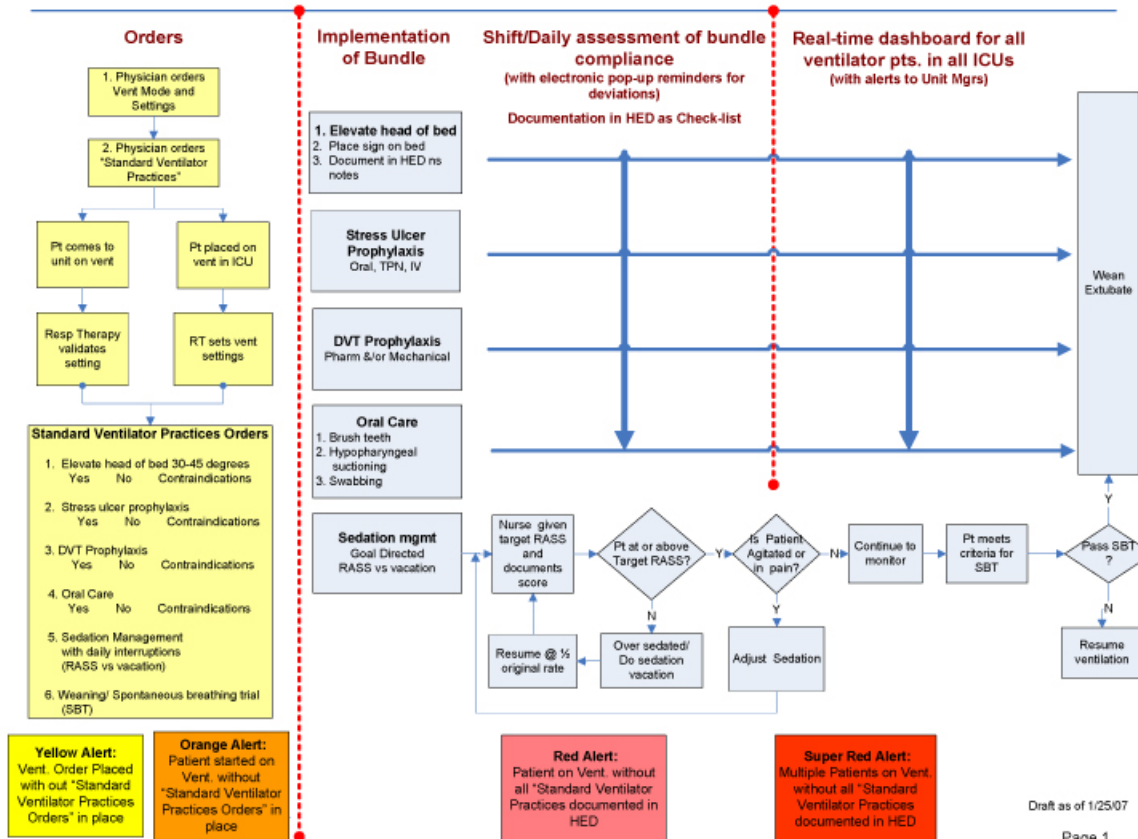 Orders
1. Physician orders
Vent Mode and
Settings
2. Physician orders
“Standard Ventilator
Practices”
Pt comes to
unit on vent
Pt placed on
vent in ICU
Resp Therapy
validates
setting
RT sets vent
settings
Standard Ventilator Practices Orders
1. Elevate head of bed 30-45 degrees
Yes No Contraindications
2. Stress ulcer prophylaxis
Yes No Contraindications
3. DVT Prophylaxis
Yes No Contraindications
4. Oral Care
Yes No Contraindications
5. Sedation Management
with daily interruptions
(RASS vs vacation)
6. Weaning/ Spontaneous breathing trial
(SBT)
Implementation
of Bundle
1. Elevate head of bed
2. Place sign on bed
3. Document in HED ns
notes
Stress Ulcer
Prophylaxis
Oral, TPN, IV
DVT Prophylaxis
Pharm &/or Mechanical
Oral Care
1. Brush teeth
2. Hypopharyngeal
suctioning
3. Swabbing
Sedation mgmt
Goal Directed
RASS vs vacation
Shift/Daily assessment of bundle
compliance
(with electronic pop-up reminders for
deviations)
Documentation in HED as Check-list
Real-time dashboard for all
ventilator pts. in all ICUs
(with alerts to Unit Mgrs)
Wean
Extubate
Nurse given
target RASS
and
documents
score
Pt at or above
Target RASS?
Y
N
Over sedated/
Do sedation
vacation
Resume @ ½
original rate
Is Patient
Agitated or
in pain?
N
Y
Adjust Sedation
Continue to
monitor
Pt meets
criteria for
SBT
Pass SBT
?
Y
N
Resume
ventilation
Yellow Alert:
Vent. Order Placed
with out “Standard
Ventilator Practices
Orders” in place
Orange Alert:
Patient started on
Vent. without
“Standard Ventilator
Practices Orders” in
place
Red Alert:
Patient on Vent. without
all “Standard Ventilator
Practices documented in
HED
Super Red Alert:
Multiple Patients on Vent.
without all “Standard
Ventilator Practices
documented in HED
Draft as of 1/25/07
Page 1